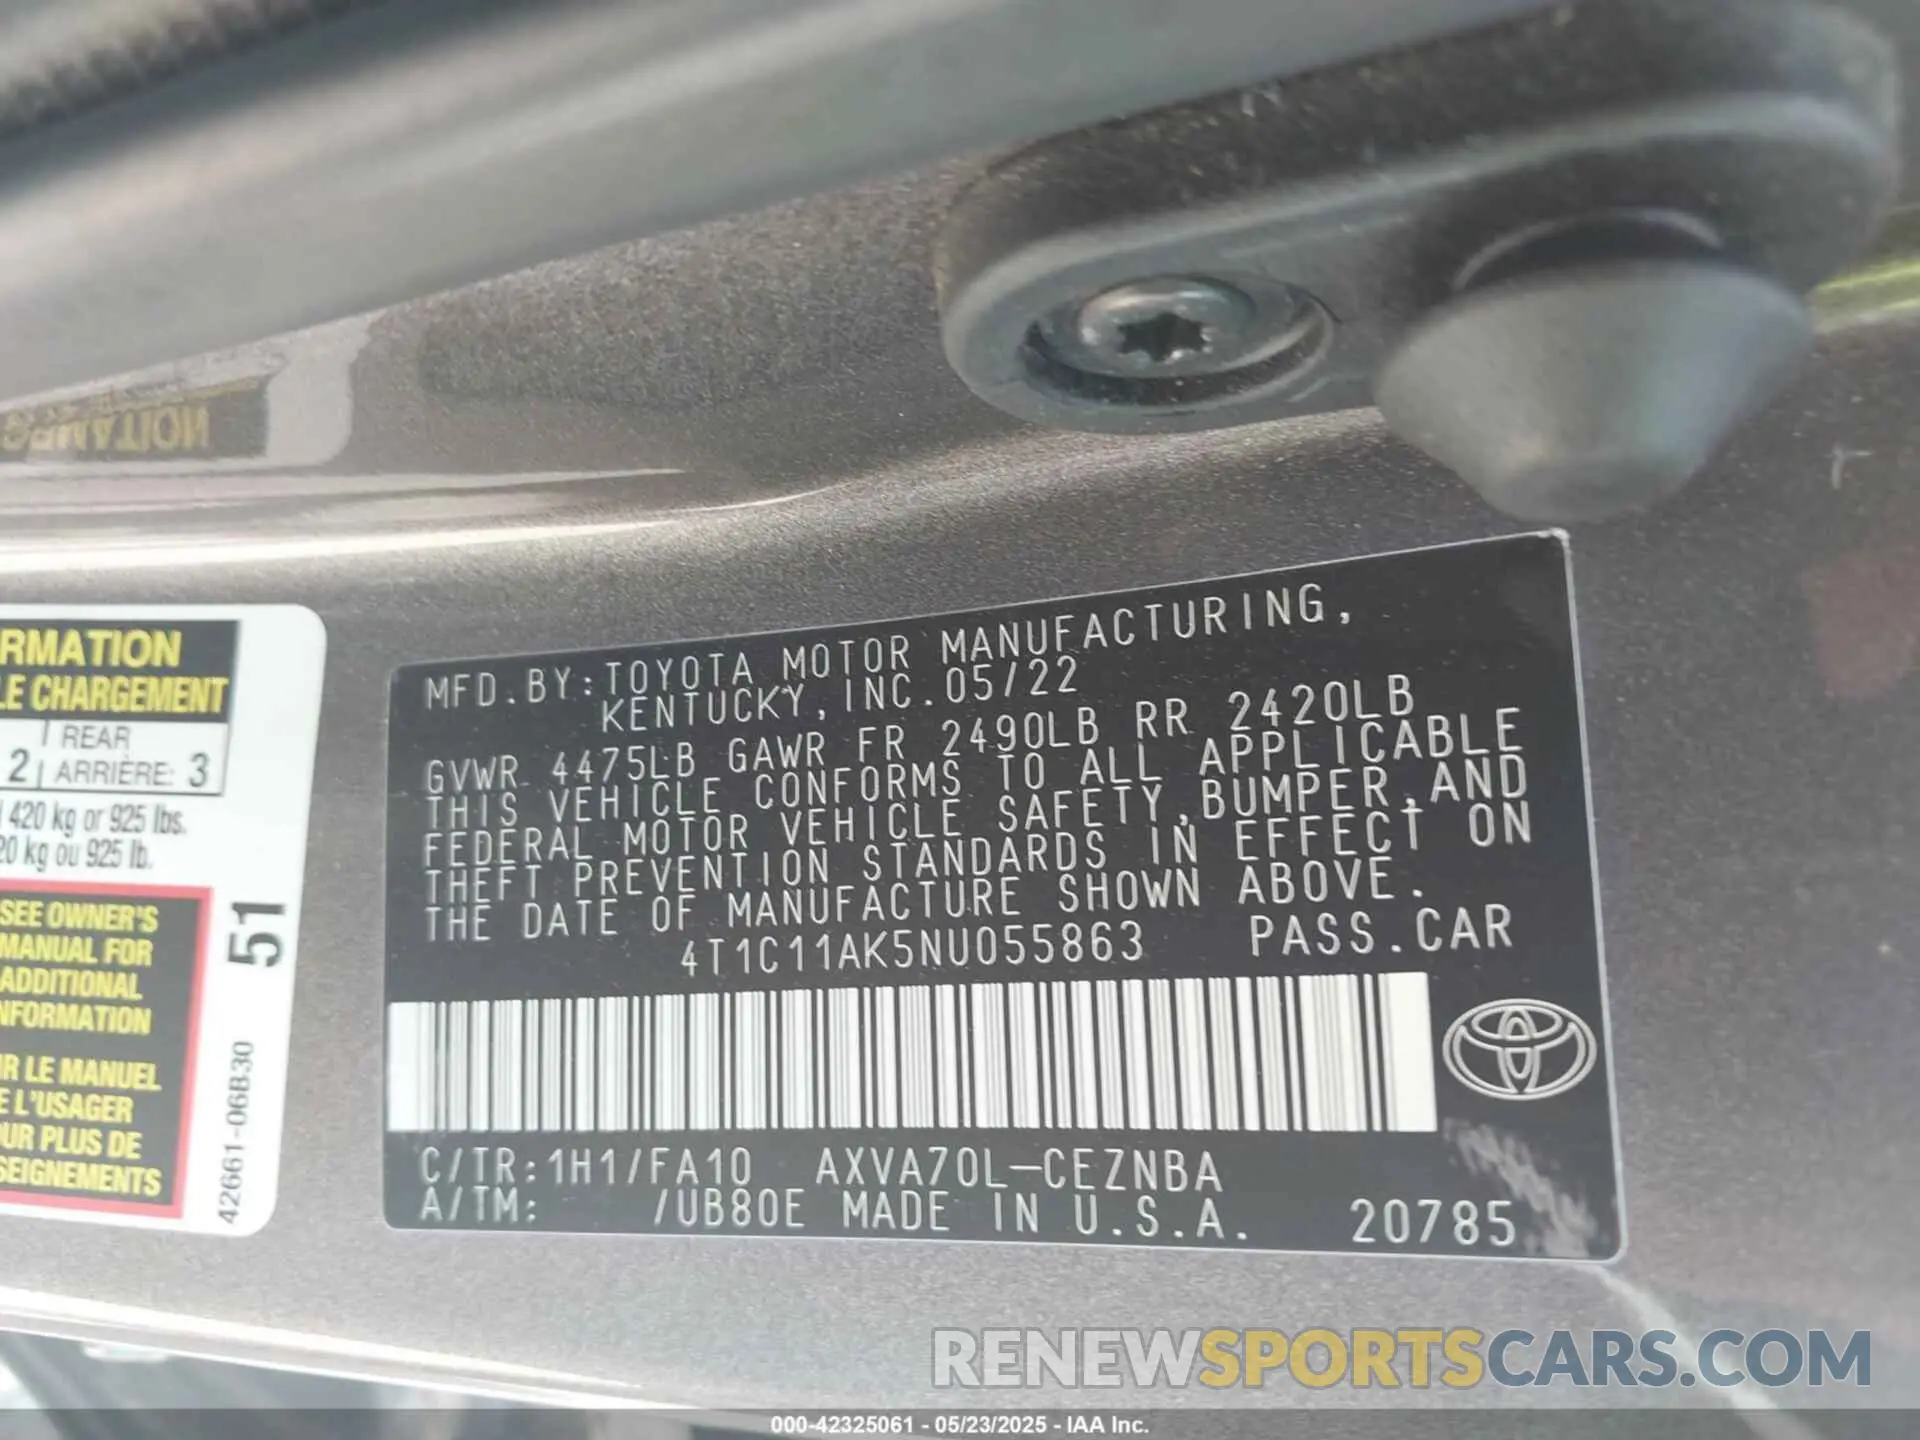 RMATION
LE CHARGEMENT
REAR
2 ARRIÈRE: 3
420 kg or 925 lbs.
20 kg ou 925 lb.
SEE OWNER'S
MANUAL FOR
ADDITIONAL
NFORMATION
R LE MANUEL
E L'USAGER
UR PLUS DE
SEIGNEMENTS
51
42661-06B30
MFD.BY:TOYOTA MOTOR MANUFACTURING,
KENTUCKY,INC.05/22
GVWR 4475LB GAWR FR 2490LB RR 2420LB
THIS VEHICLE CONFORMS TO ALL APPLICABLE
FEDERAL MOTOR VEHICLE SAFETY,BUMPER,AND
THEFT PREVENTION STANDARDS IN EFFECT ON
THE DATE OF MANUFACTURE SHOWN ABOVE.
4T1C11AK5NU055863 PASS.CAR
C/TR:1H1/FA10 AXVA70L-CEZNBA
A/TM: /UB80E MADE IN U.S.A. 20785
RENEWSPORTSCARS.COM
000-42325061 - 05/23/2025 - IAA Inc.